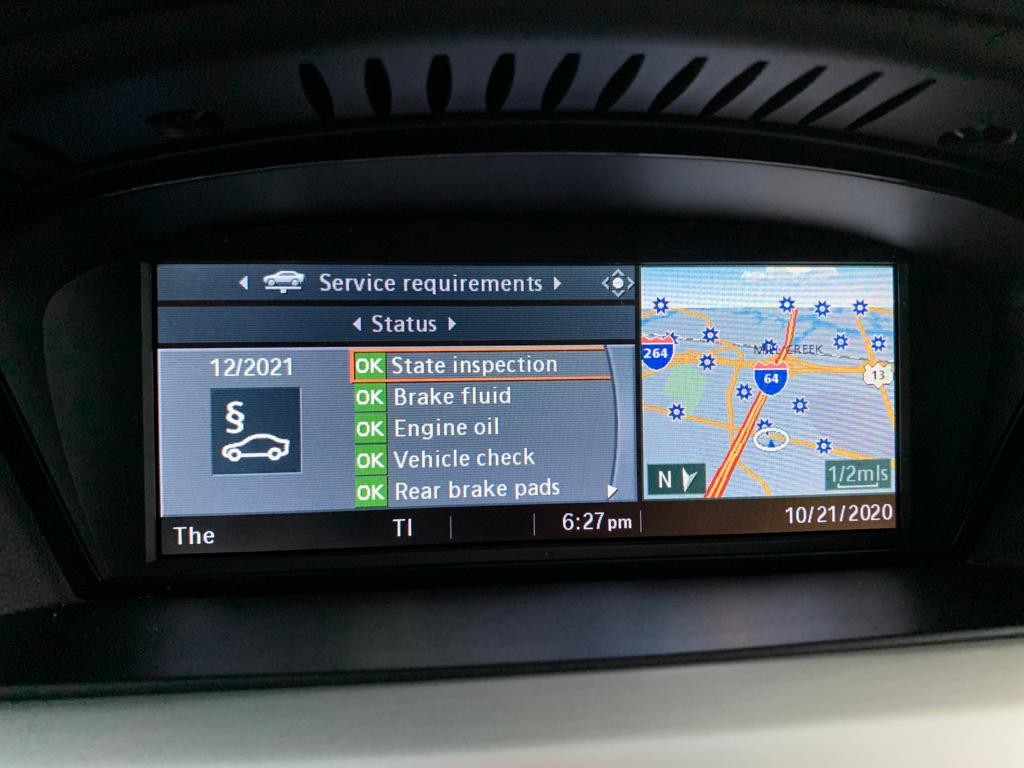 Service requirements
Status
12/2021
§
OK State inspection
OK Brake fluid
OK Engine oil
OK Vehicle check
OK Rear brake pads
264
CREEK
64
13
N
1/2mls
The
TI
6:27pm
10/21/2020